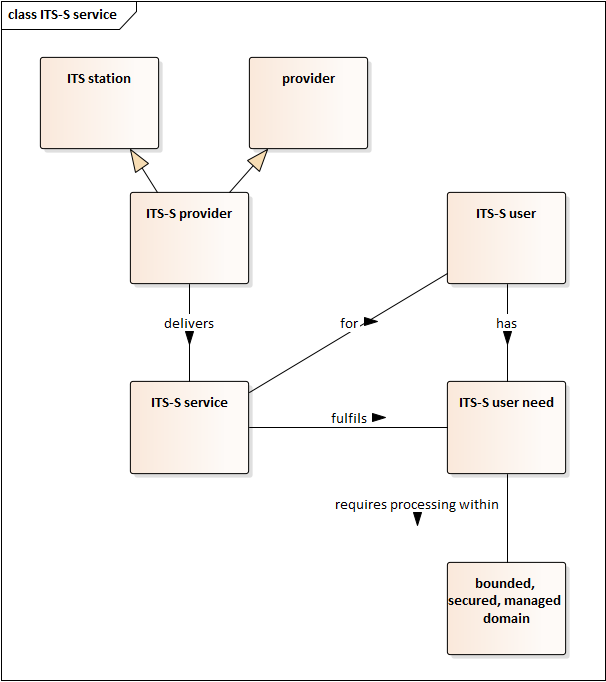 class ITS-S service
ITS station
provider
ITS-S provider
ITS-S user
delivers
for
has
ITS-S service
fulfils
ITS-S user need
requires processing within
bounded,
secured, managed
domain